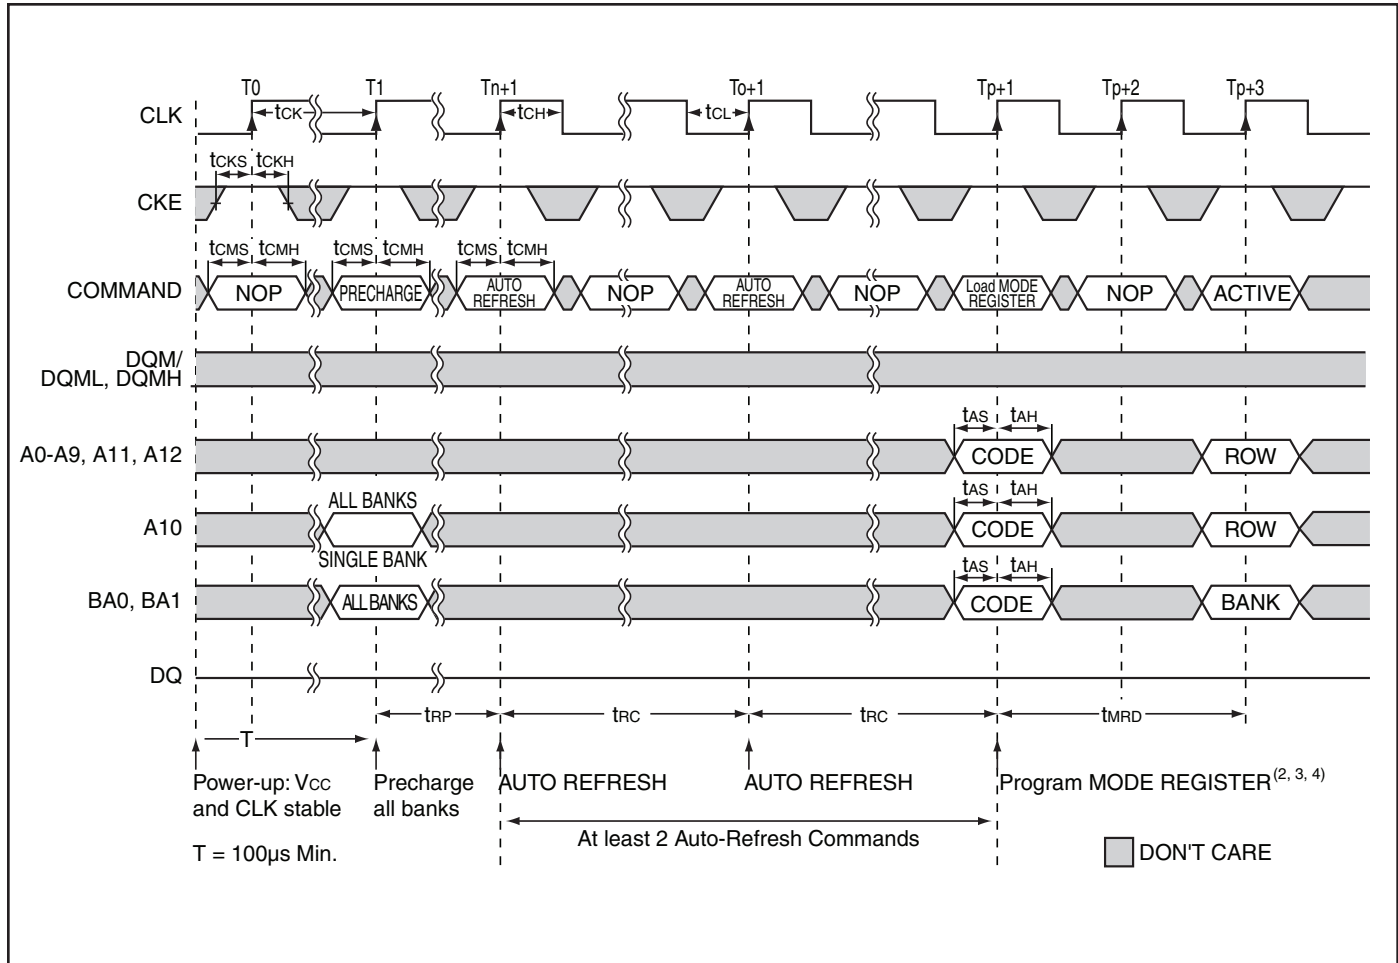 T0 T1 Tn+1 To+1 Tp+1 Tp+2 Tp+3
CLK tCK tCH tCL
tCKS tCKH
CKE
tCMS tCMH tCMS tCMH tCMS tCMH
COMMAND NOP PRECHARGE AUTO REFRESH NOP AUTO REFRESH NOP Load MODE REGISTER NOP ACTIVE
DQM/
DQML, DQMH
tAS tAH
A0-A9, A11, A12 CODE ROW
ALL BANKS tAS tAH
A10 CODE ROW
SINGLE BANK tAS tAH
BA0, BA1 ALL BANKS CODE BANK
DQ
tRP tRC tRC tMRD
T
Power-up: VCC Precharge AUTO REFRESH AUTO REFRESH Program MODE REGISTER(2, 3, 4)
and CLK stable all banks
At least 2 Auto-Refresh Commands
T = 100µs Min. DON'T CARE